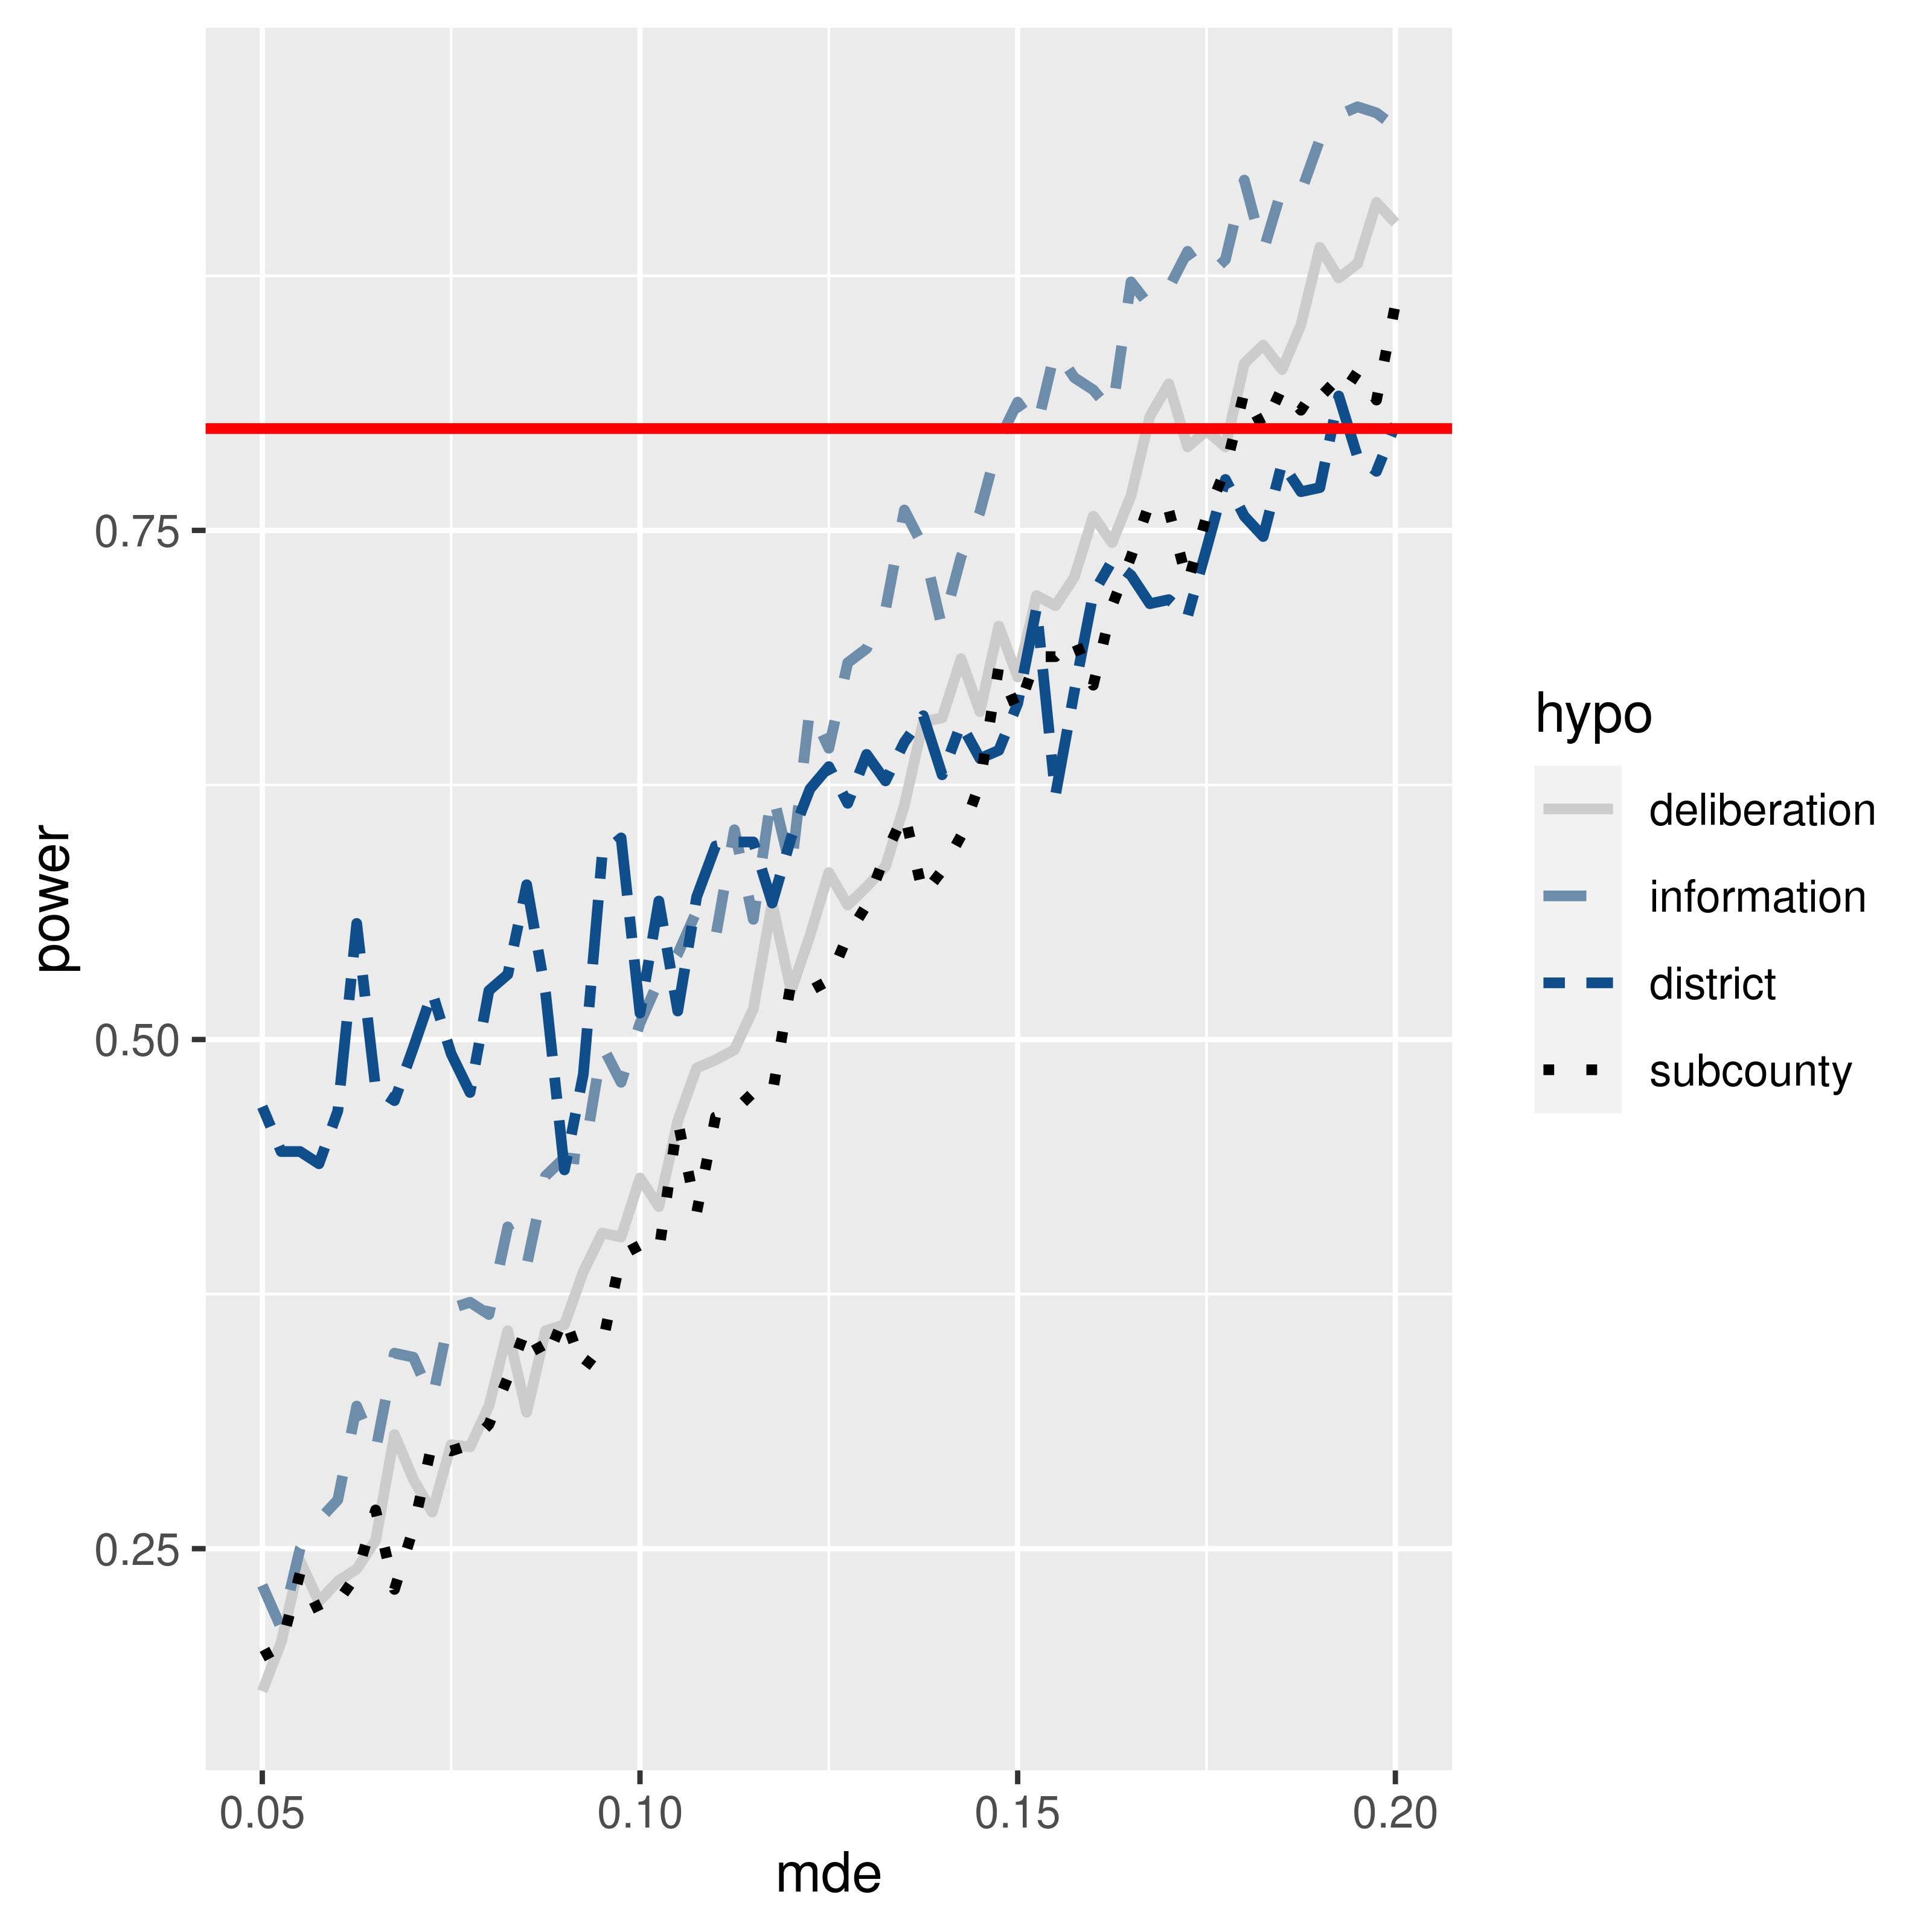 power
0.75
0.50
0.25
0.05 0.10 0.15 0.20
mde
hypo
deliberation
information
district
subcounty